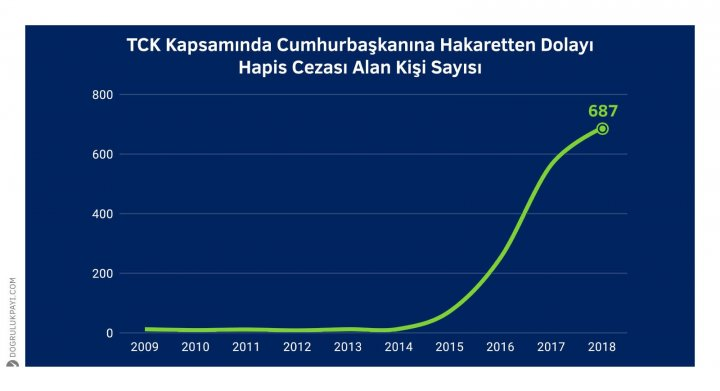 TCK Kapsamında Cumhurbaşkanına Hakaretten Dolayı
Hapis Cezası Alan Kişi Sayısı
800
687
600
400
200
0
2009 2010 2011 2012 2013 2014 2015 2016 2017 2018
DOGRULUKPAYI.COM